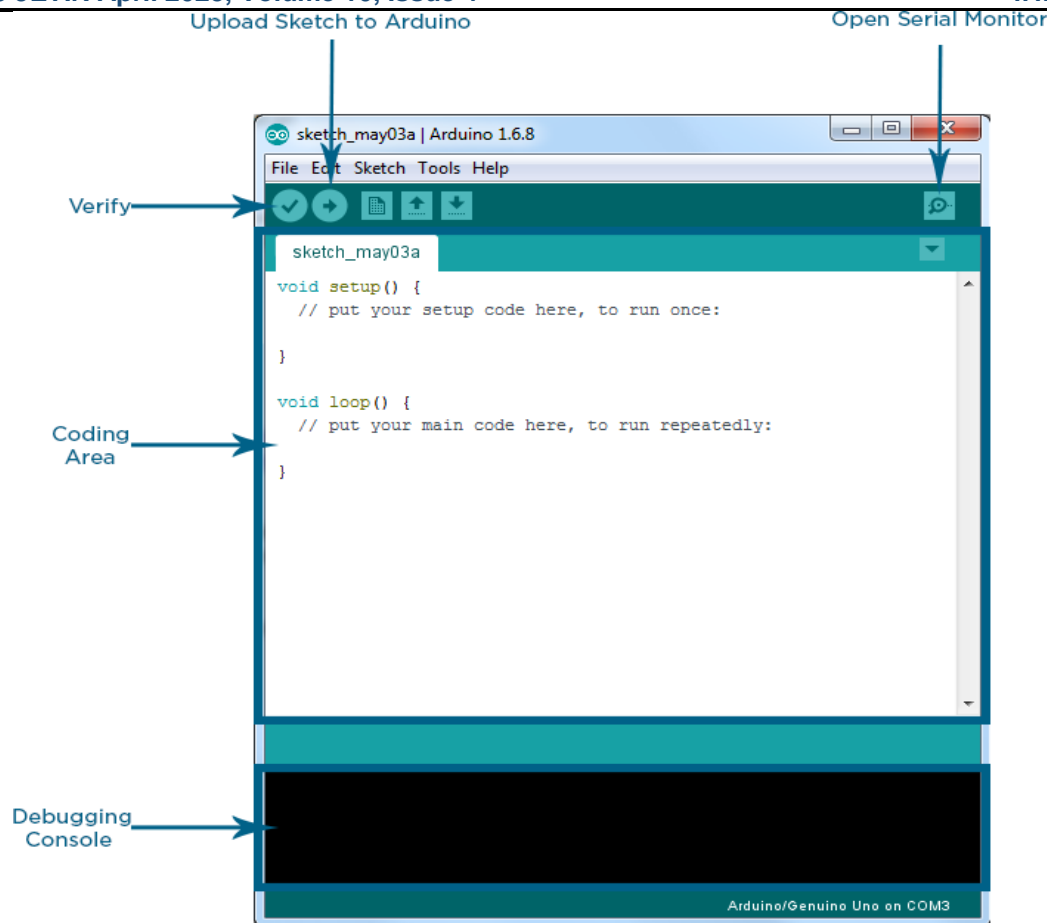 Upload Sketch to Arduino
Open Serial Monitor
sketch_may03a | Arduino 1.6.8
File Edit Sketch Tools Help
Verify
sketch_may03a
void setup() {
// put your setup code here, to run once:
}
void loop() {
// put your main code here, to run repeatedly:
}
Coding
Area
Debugging
Console
Arduino/Genuino Uno on COM3